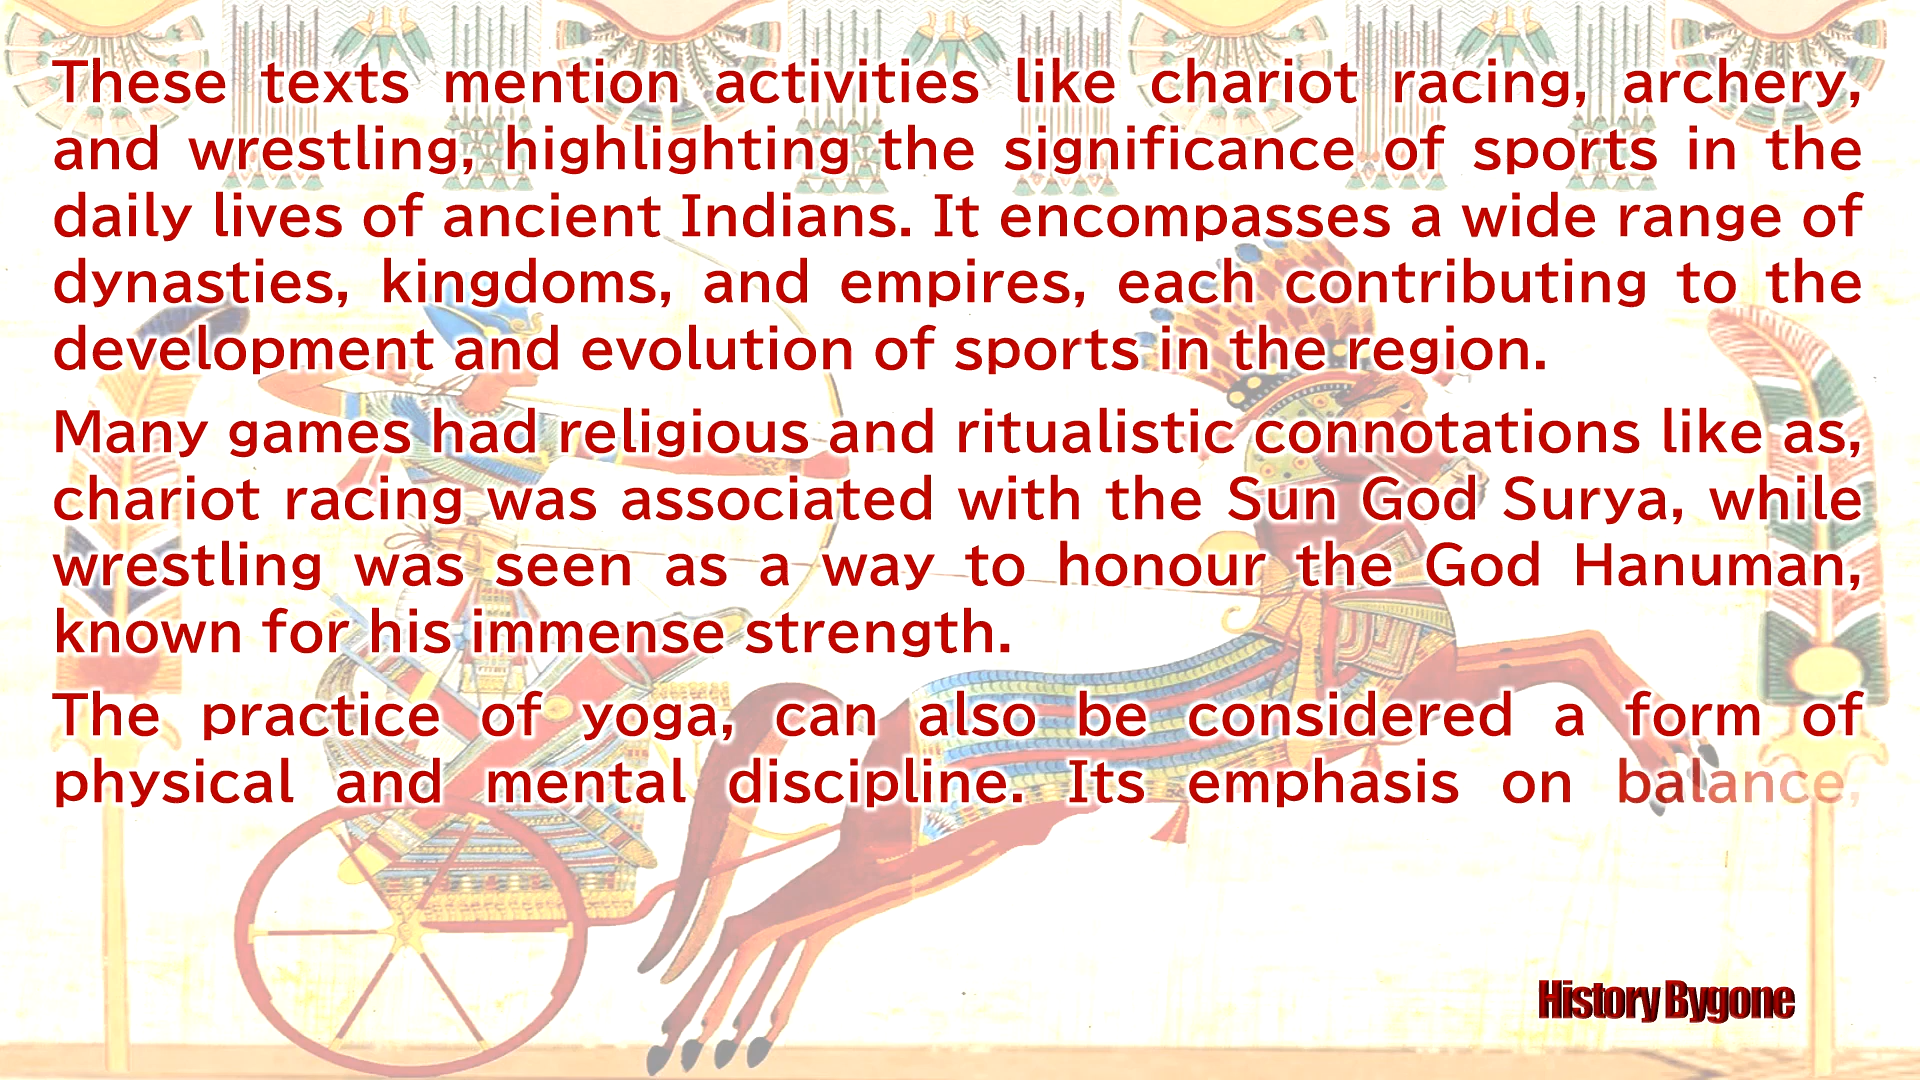 These texts mention activities like chariot racing, archery,
and wrestling, highlighting the significance of sports in the
daily lives of ancient Indians. It encompasses a wide range of
dynasties, kingdoms, and empires, each contributing to the
development and evolution of sports in the region.
Many games had religious and ritualistic connotations like as,
chariot racing was associated with the Sun God Surya, while
wrestling was seen as a way to honour the God Hanuman,
known for his immense strength.
The practice of yoga, can also be considered a form of
physical and mental discipline. Its emphasis on balance,
History Bygone